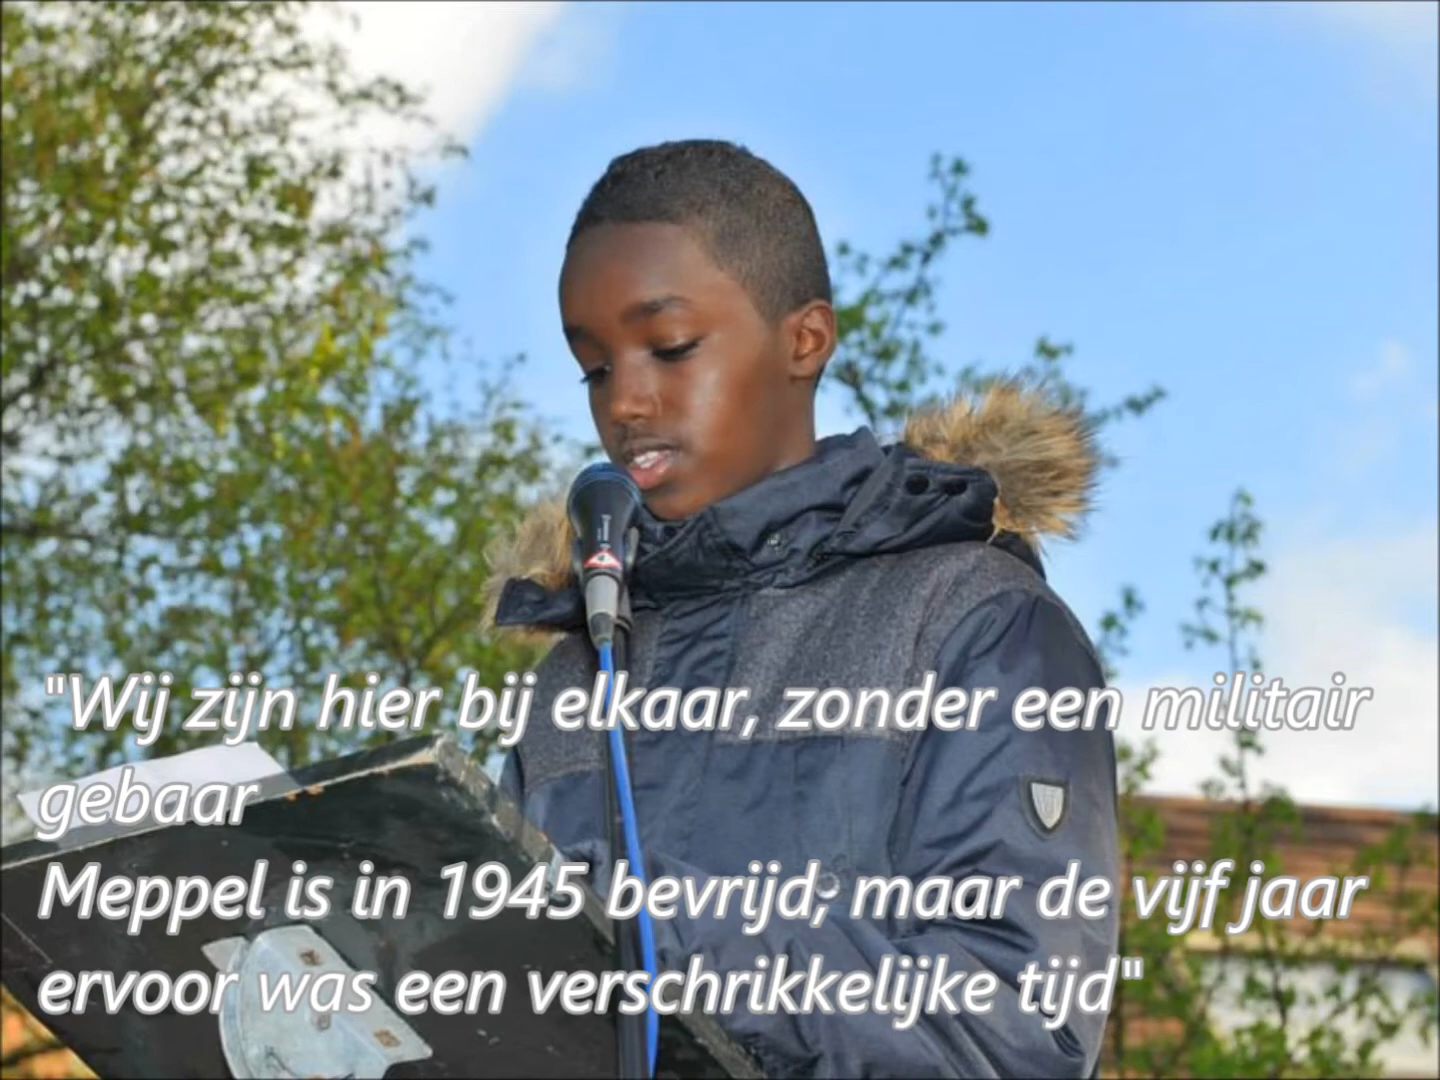 "Wij zijn hier bij elkaar, zonder een militair
gebaar
Meppel is in 1945 bevrijd, maar de vijf jaar
ervoor was een verschrikkelijke tijd"